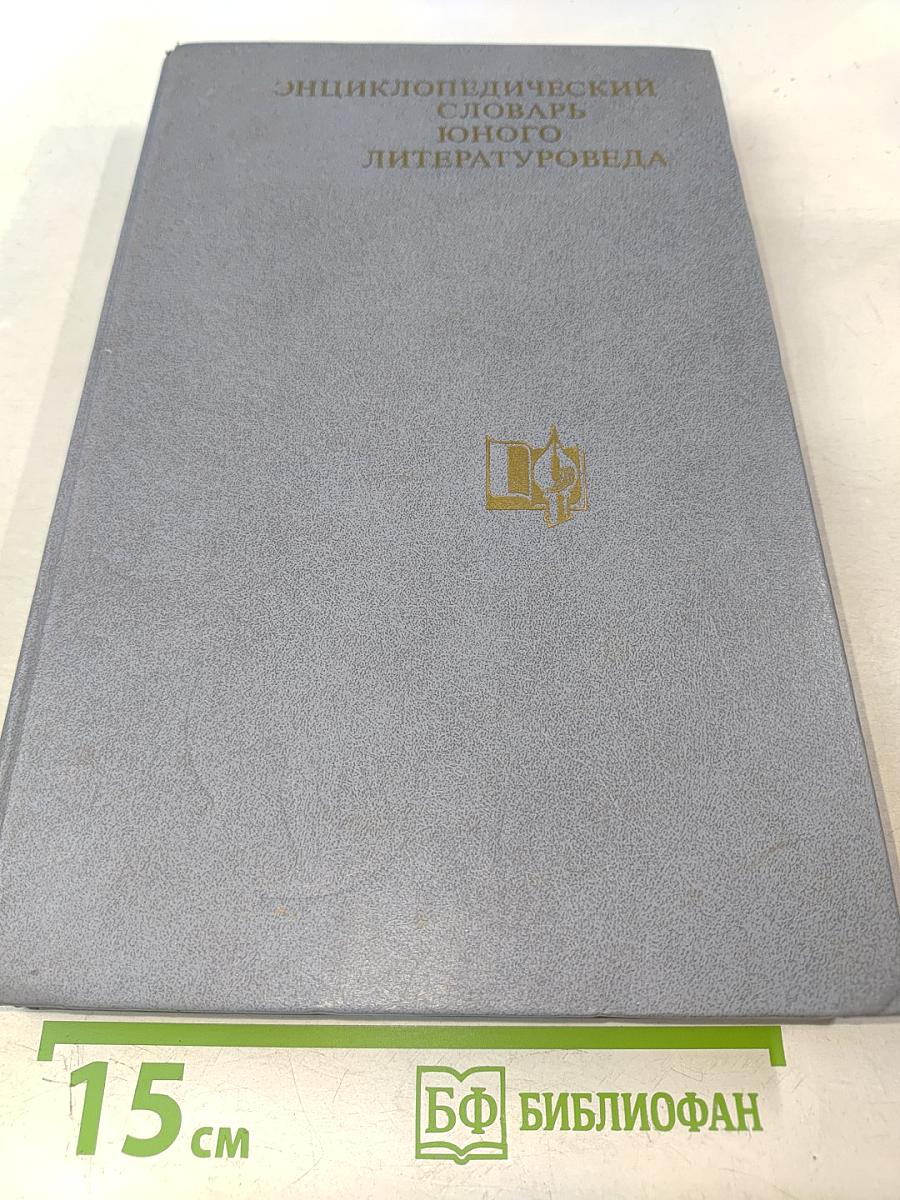 ЭНЦИКЛОПЕДИЧЕСКИЙ
СЛОВАРЬ
ЮНОГО
ЛИТЕРАТУРОВЕДА
15 см
БФ БИБЛИОФАН